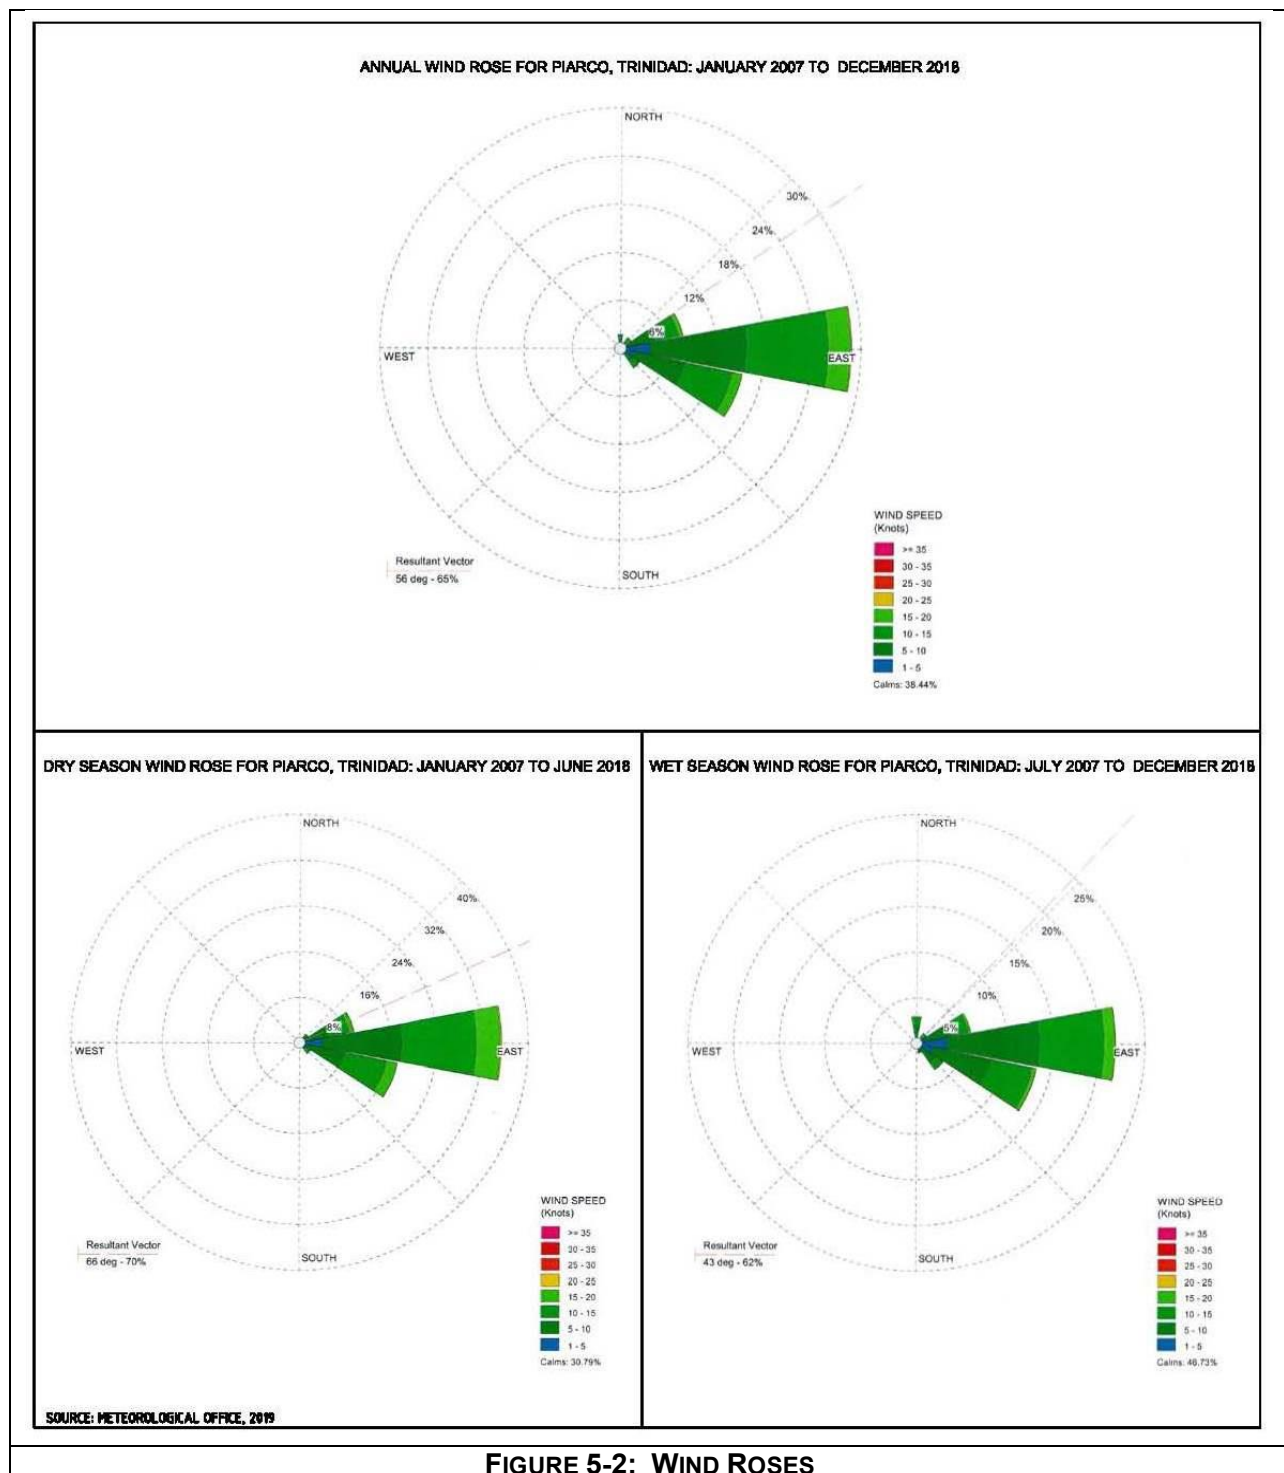 ANNUAL WIND ROSE FOR PIARCO, TRINIDAD: JANUARY 2007 TO DECEMBER 2018
NORTH
30%
24%
18%
12%
6%
WEST
EAST
SOUTH
Resultant Vector
56 deg - 65%
WIND SPEED
(Knots)
>= 35
30 - 35
25 - 30
20 - 25
15 - 20
10 - 15
5 - 10
1 - 5
Calms: 38.44%
DRY SEASON WIND ROSE FOR PIARCO, TRINIDAD: JANUARY 2007 TO JUNE 2018
NORTH
40%
32%
24%
16%
8%
WEST
EAST
SOUTH
Resultant Vector
66 deg - 70%
WIND SPEED
(Knots)
>= 35
30 - 35
25 - 30
20 - 25
15 - 20
10 - 15
5 - 10
1 - 5
Calms: 30.79%
SOURCE: METEOROLOGICAL OFFICE, 2019
WET SEASON WIND ROSE FOR PIARCO, TRINIDAD: JULY 2007 TO DECEMBER 2018
NORTH
25%
20%
15%
10%
5%
WEST
EAST
SOUTH
Resultant Vector
43 deg - 62%
WIND SPEED
(Knots)
>= 35
30 - 35
25 - 30
20 - 25
15 - 20
10 - 15
5 - 10
1 - 5
Calms: 46.73%
FIGURE 5-2: WIND ROSES